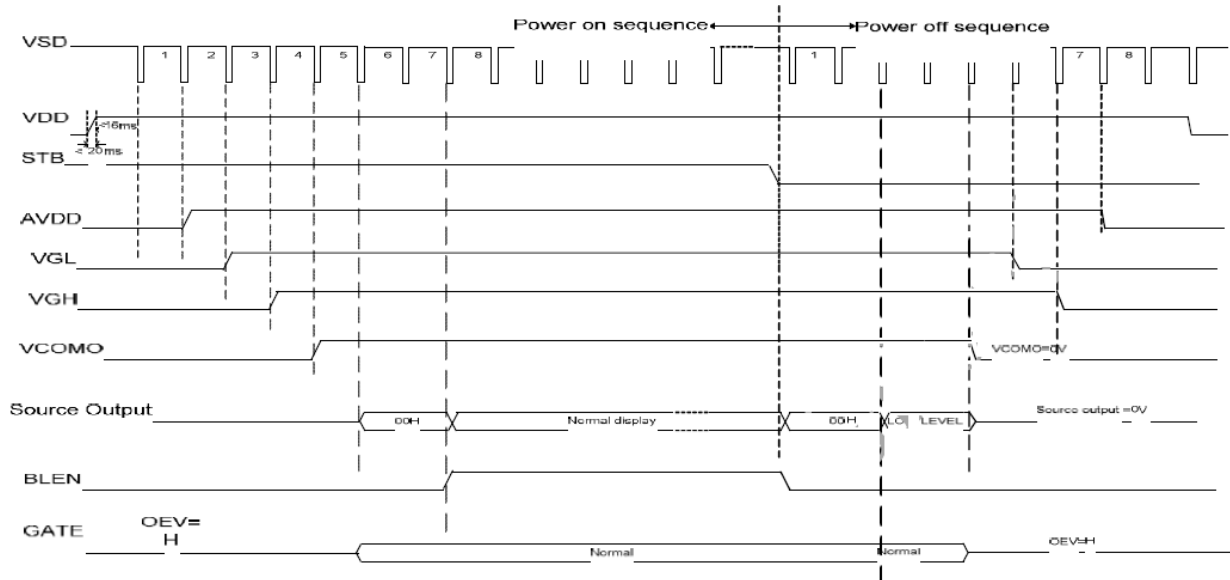 Power on sequence Power off sequence
VSD 1 2 3 4 5 6 7 8 1 7 8
VDD <16ms
< 20ms
STB
AVDD
VGL
VGH
VCOMO VCOMO=0V
Source Output 00H Normal display 00H LEVEL Source output =0V
BLEN
GATE OEV=
H Normal Normal OEV=H